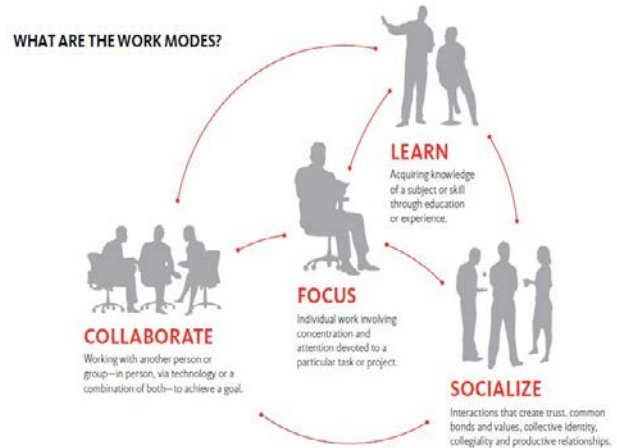 WHAT ARE THE WORK MODES?
LEARN
Acquiring knowledge
of a subject or skill
through education
or experience.
FOCUS
Individual work involving
concentration and
attention devoted to a
particular task or project.
COLLABORATE
Working with another person or
group—in person, via technology or a
combination of both—to achieve a goal.
SOCIALIZE
Interactions that create trust, common
bonds and values, collective identity,
collegiality and productive relationships.